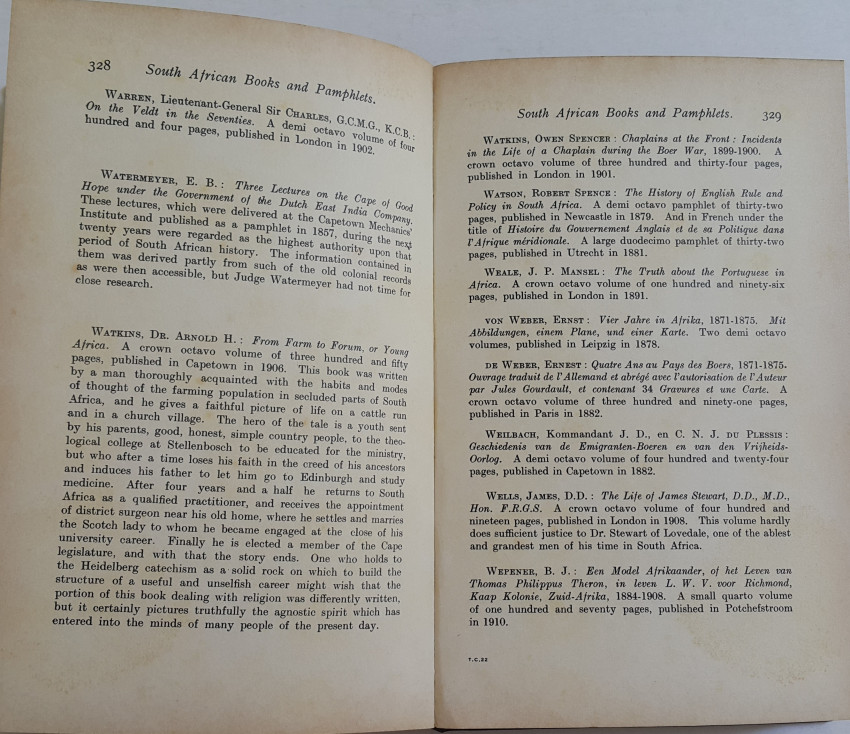 328 South African Books and Pamphlets.
WARREN, Lieutenant-General Sir CHARLES, G.C.M.G., K.C.B. :
On the Veldt in the Seventies. A demi octavo volume of four
hundred and four pages, published in London in 1902.
WATERMEYER, E. B. : Three Lectures on the Cape of Good
Hope under the Government of the Dutch East India Company.
These lectures, which were delivered at the Capetown Mechanics'
Institute and published as a pamphlet in 1857, during the next
twenty years were regarded as the highest authority upon that
period of South African history. The information contained in
them was derived partly from such of the old colonial records
as were then accessible, but Judge Watermeyer had not time for
close research.
WATKINS, DR. ARNOLD H. : From Farm to Forum, or Young
Africa. A crown octavo volume of three hundred and fifty
pages, published in Capetown in 1906. This book was written
by a man thoroughly acquainted with the habits and modes
of thought of the farming population in secluded parts of South
Africa, and he gives a faithful picture of life on a cattle run
and in a church village. The hero of the tale is a youth sent
by his parents, good, honest, simple country people, to the theo-
logical college at Stellenbosch to be educated for the ministry,
but who after a time loses his faith in the creed of his ancestors
and induces his father to let him go to Edinburgh and study
medicine. After four years and a half he returns to South
Africa as a qualified practitioner, and receives the appointment
of district surgeon near his old home, where he settles and marries
the Scotch lady to whom he became engaged at the close of his
university career. Finally he is elected a member of the Cape
legislature, and with that the story ends. One who holds to
the Heidelberg catechism as a solid rock on which to build the
structure of a useful and unselfish career might wish that the
portion of this book dealing with religion was differently written,
but it certainly pictures truthfully the agnostic spirit which has
entered into the minds of many people of the present day.
South African Books and Pamphlets. 329
WATKINS, OWEN SPENCER : Chaplains at the Front : Incidents
in the Life of a Chaplain during the Boer War, 1899-1900. A
crown octavo volume of three hundred and thirty-four pages,
published in London in 1901.
WATSON, ROBERT SPENCE : The History of English Rule and
Policy in South Africa. A demi octavo pamphlet of thirty-two
pages, published in Newcastle in 1879. And in French under the
title of Histoire du Gouvernement Anglais et de sa Politique dans
l'Afrique méridionale. A large duodecimo pamphlet of thirty-two
pages, published in Utrecht in 1881.
WEALE, J. P. MANSEL : The Truth about the Portuguese in
Africa. A crown octavo volume of one hundred and ninety-six
pages, published in London in 1891.
VON WEBER, ERNST : Vier Jahre in Afrika, 1871-1875. Mit
Abbildungen, einem Plane, und einer Karte. Two demi octavo
volumes, published in Leipzig in 1878.
DE WEBER, ERNEST : Quatre Ans au Pays des Boers, 1871-1875.
Ouvrage traduit de l'Allemand et abrégé avec l'autorisation de l'Auteur
par Jules Gourdault, et contenant 34 Gravures et une Carte. A
crown octavo volume of three hundred and ninety-one pages,
published in Paris in 1882.
WEILBACH, Kommandant J. D., en C. N. J. DU PLESSIS :
Geschiedenis van de Emigranten-Boeren en van den Vrijheids-
Oorlog. A demi octavo volume of four hundred and twenty-four
pages, published in Capetown in 1882.
WELLS, JAMES, D.D. : The Life of James Stewart, D.D., M.D.,
Hon. F.R.G.S. A crown octavo volume of four hundred and
nineteen pages, published in London in 1908. This volume hardly
does sufficient justice to Dr. Stewart of Lovedale, one of the ablest
and grandest men of his time in South Africa.
WEPENER, B. J. : Een Model Afrikaander, of het Leven van
Thomas Philippus Theron, in leven L. W. V. voor Richmond,
Kaap Kolonie, Zuid-Afrika, 1884-1908. A small quarto volume
of one hundred and seventy pages, published in Potchefstroom
in 1910.
T.C.22